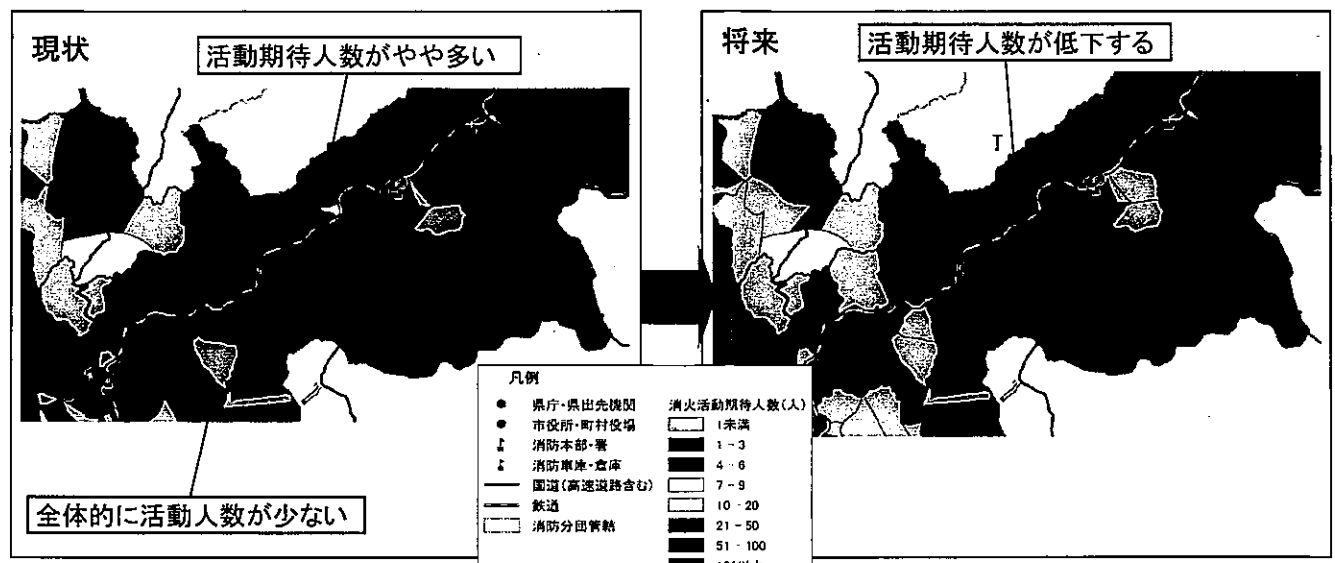 現状
活動期待人数がやや多い
全体的に活動人数が少ない
将来
活動期待人数が低下する
T
凡例
県庁・県出先機関
市役所・町村役場
消防本部・署
消防車庫・倉庫
国道(高速道路含む)
鉄道
消防分団管轄
消火活動期待人数(人)
1未満
1 - 3
4 - 6
7 - 9
10 - 20
21 - 50
51 - 100